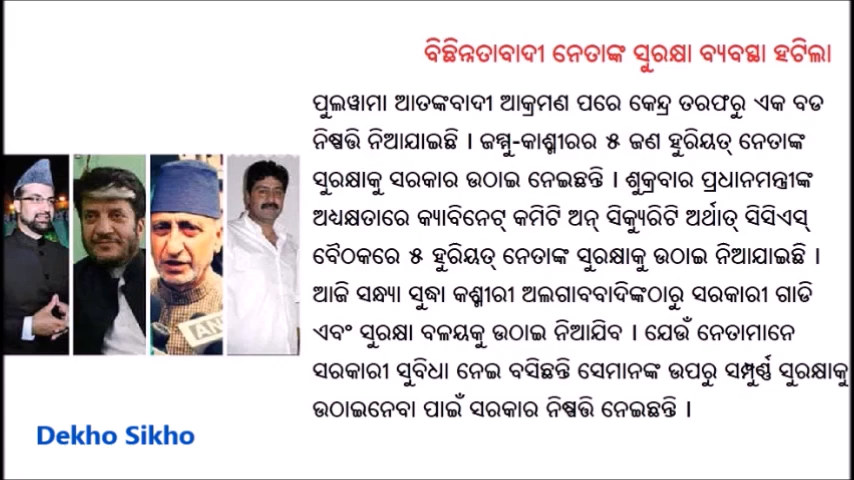 ବିଛିନ୍ନତାବାଦୀ ନେତାଙ୍କ ସୁରକ୍ଷା ବ୍ୟବସ୍ଥା ହଟିଲା
ପୁଲୱାମା ଆତଙ୍କବାଦୀ ଆକ୍ରମଣ ପରେ କେନ୍ଦ୍ର ତରଫରୁ ଏକ ବଡ
ନିଷ୍ପତ୍ତି ନିଆଯାଇଛି । ଜମ୍ମୁ-କାଶ୍ମୀରର ୫ ଜଣ ହୁରିୟତ୍ ନେତାଙ୍କ
ସୁରକ୍ଷାକୁ ସରକାର ଉଠାଇ ନେଇଛନ୍ତି । ଶୁକ୍ରବାର ପ୍ରଧାନମନ୍ତ୍ରୀଙ୍କ
ଅଧ୍ୟକ୍ଷତାରେ କ୍ୟାବିନେଟ୍ କମିଟି ଅନ୍ ସିକ୍ୟୁରିଟି ଅର୍ଥାତ୍ ସିସିଏସ୍
ବୈଠକରେ ୫ ହୁରିୟତ୍ ନେତାଙ୍କ ସୁରକ୍ଷାକୁ ଉଠାଇ ନିଆଯାଇଛି ।
ଆଜି ସନ୍ଧ୍ୟା ସୁଦ୍ଧା କଶ୍ମୀରୀ ଅଲଗାବବାଦିଙ୍କଠାରୁ ସରକାରୀ ଗାଡି
ଏବଂ ସୁରକ୍ଷା ବଳୟକୁ ଉଠାଇ ନିଆଯିବ । ଯେଉଁ ନେତାମାନେ
ସରକାରୀ ସୁବିଧା ନେଇ ବସିଛନ୍ତି ସେମାନଙ୍କ ଉପରୁ ସମ୍ପୁର୍ଣ୍ଣ ସୁରକ୍ଷାକୁ
ଉଠାଇନେବା ପାଇଁ ସରକାର ନିଷ୍ପତ୍ତି ନେଇଛନ୍ତି ।
ANI
Dekho Sikho